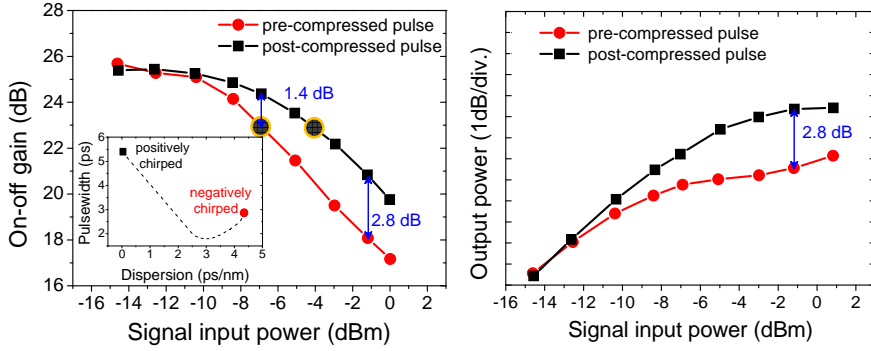 pre-compressed pulse
post-compressed pulse
28
26
24
22
20
18
16
On-off gain (dB)
1.4 dB
2.8 dB
6
5
4
3
2
Pulsewidth (ps)
positively
chirped
negatively
chirped
0 1 2 3 4 5
Dispersion (ps/nm)
-16 -14 -12 -10 -8 -6 -4 -2 0 2
Signal input power (dBm)
pre-compressed pulse
post-compressed pulse
Output power (1dB/div.)
2.8 dB
-16 -14 -12 -10 -8 -6 -4 -2 0 2
Signal input power (dBm)